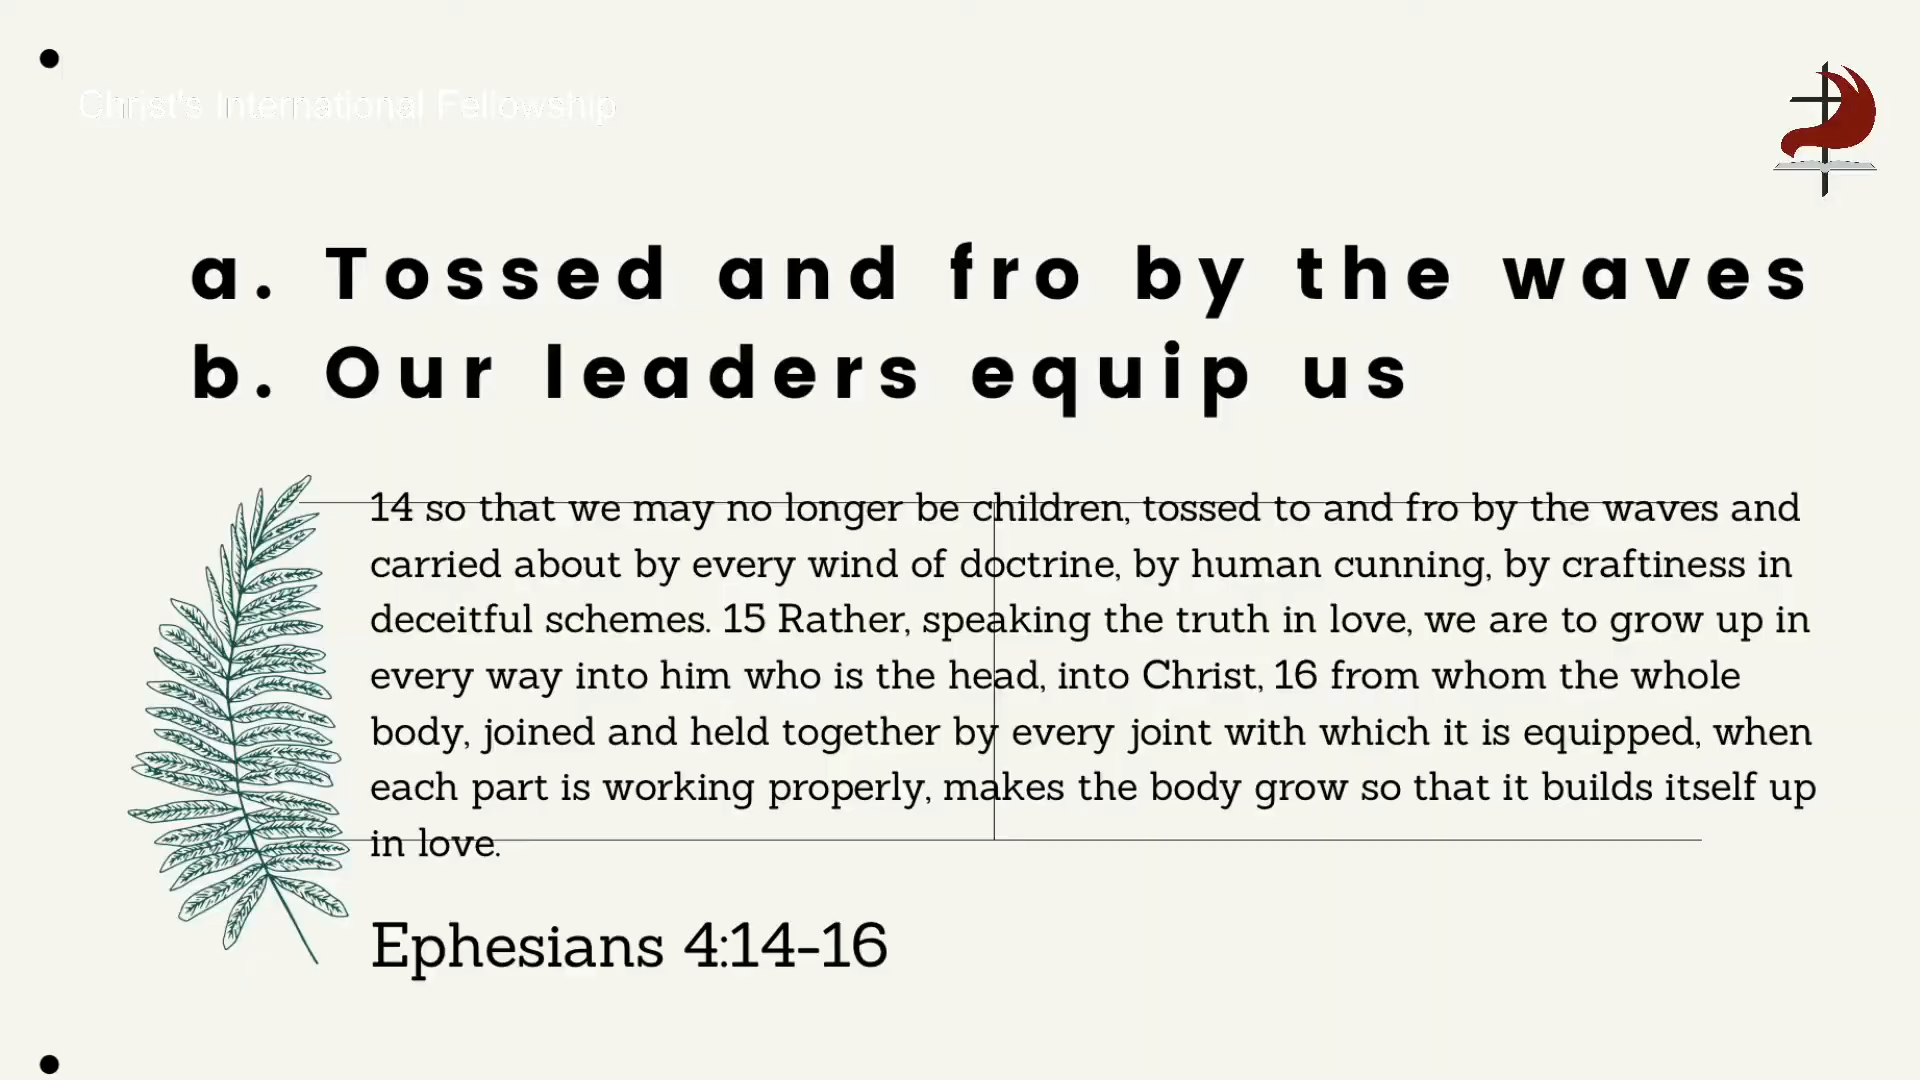 Christ's International Fellowship
a. Tossed and fro by the waves
b. Our leaders equip us
14 so that we may no longer be children, tossed to and fro by the waves and
carried about by every wind of doctrine, by human cunning, by craftiness in
deceitful schemes. 15 Rather, speaking the truth in love, we are to grow up in
every way into him who is the head, into Christ, 16 from whom the whole
body, joined and held together by every joint with which it is equipped, when
each part is working properly, makes the body grow so that it builds itself up
in love.
Ephesians 4:14-16